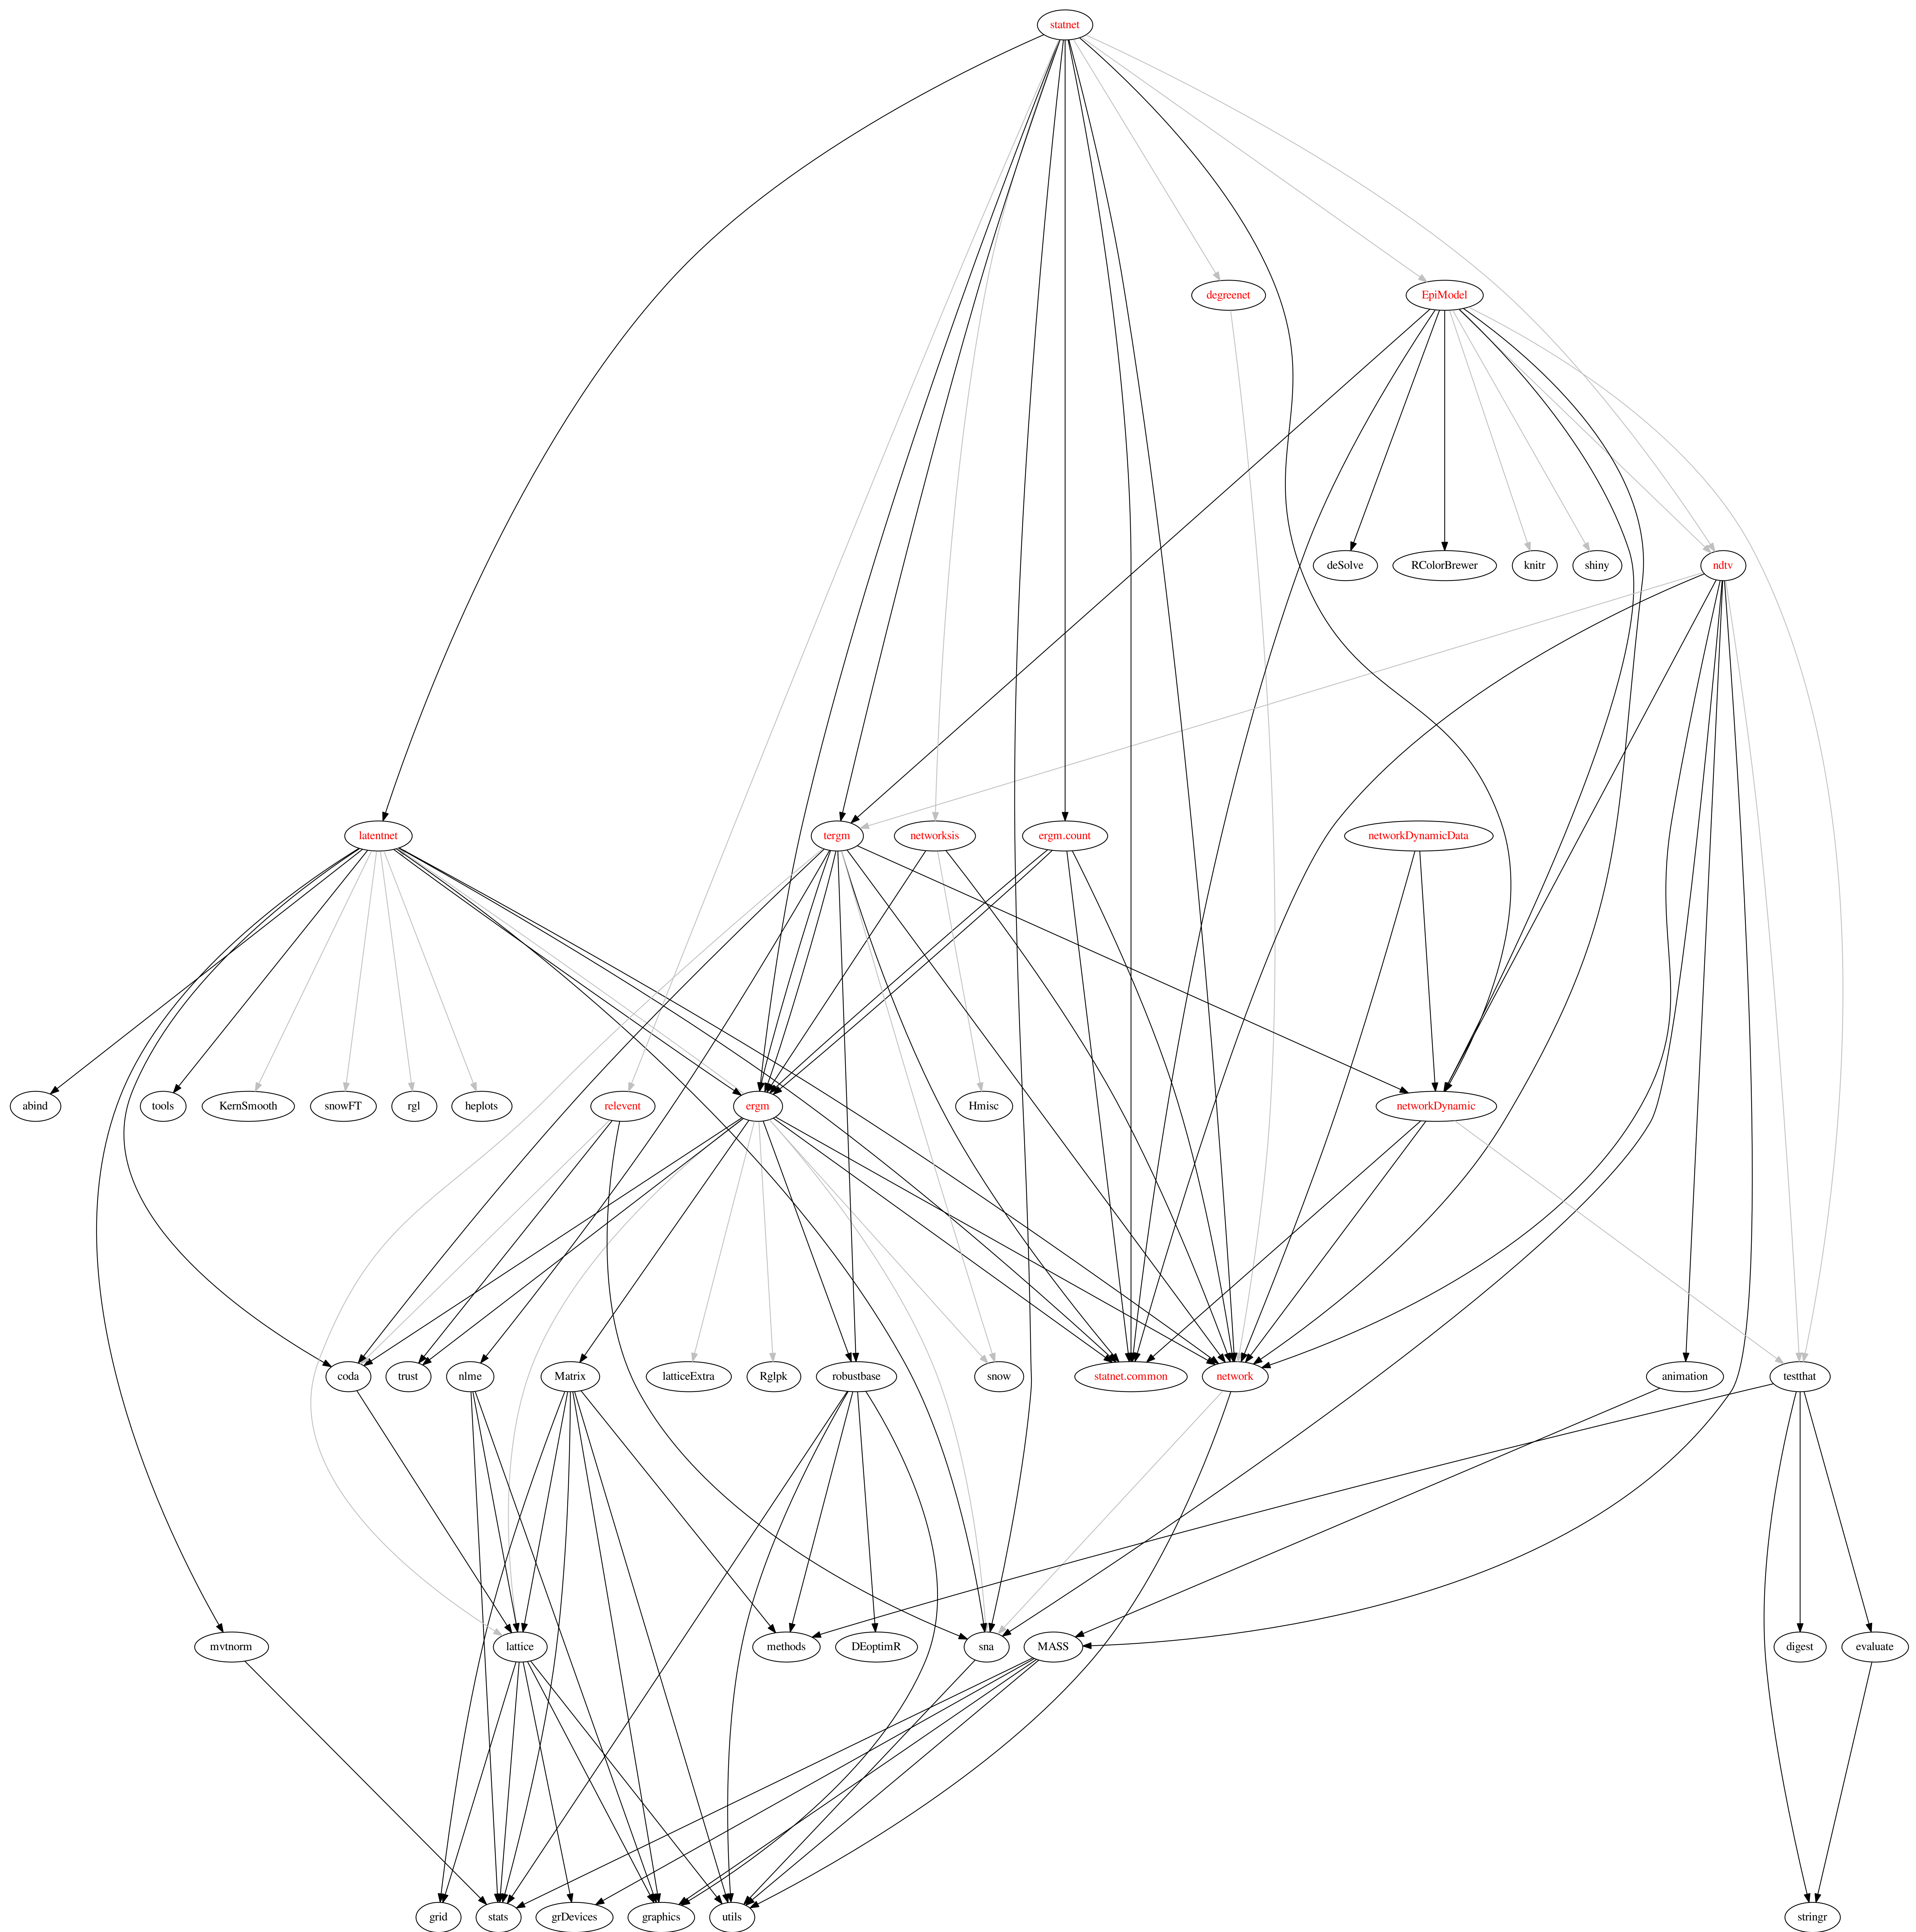 statnet
degreenet
EpiModel
deSolve
RColorBrewer
knitr
shiny
ndtv
latentnet
tergm
networksis
ergm.count
networkDynamicData
abind
tools
KernSmooth
snowFT
rgl
heplots
relevent
ergm
Hmisc
networkDynamic
coda
trust
nlme
Matrix
latticeExtra
Rglpk
robustbase
snow
statnet.common
network
animation
testthat
mvtnorm
lattice
methods
DEoptimR
sna
MASS
digest
evaluate
grid
stats
grDevices
graphics
utils
stringr